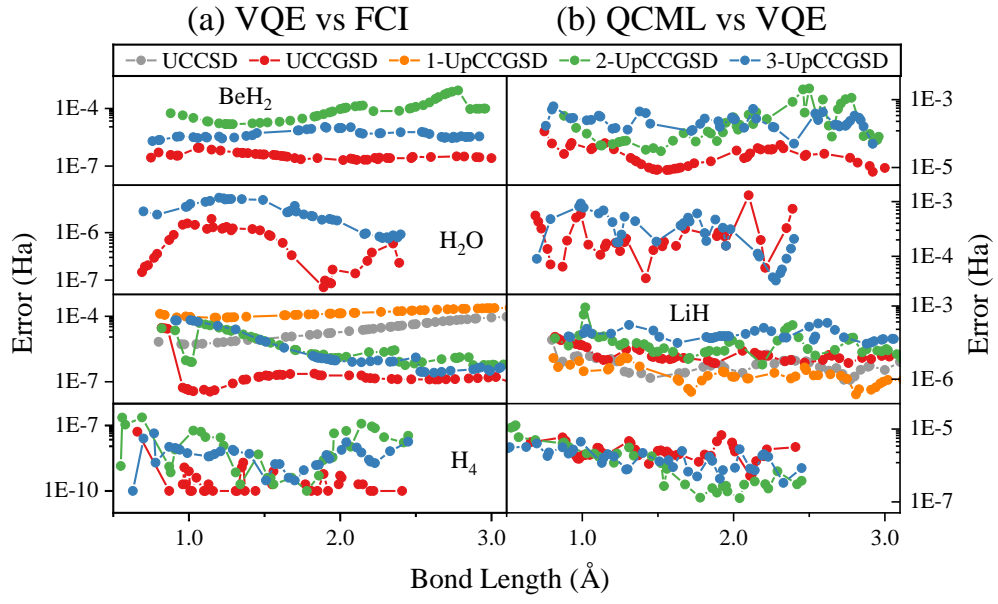 (a) VQE vs FCI (b) QCML vs VQE
UCCSD UCCGSD 1-UpCCGSD 2-UpCCGSD 3-UpCCGSD
BeH₂
1E-4
1E-7
1E-3
1E-5
H₂O
1E-6
1E-7
1E-3
1E-4
LiH
1E-4
1E-7
1E-3
1E-6
H₄
1E-7
1E-10
1E-5
1E-7
Error (Ha)
Error (Ha)
1.0 2.0 3.0 1.0 2.0 3.0
Bond Length (Å)